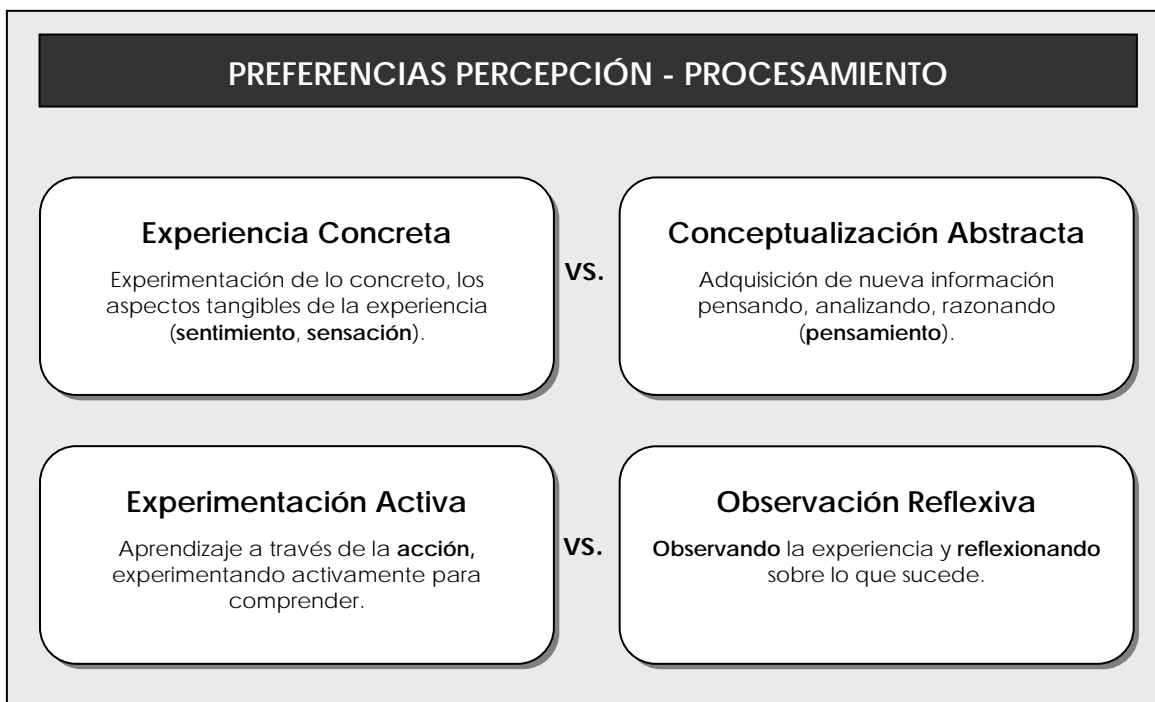 PREFERENCIAS PERCEPCIÓN - PROCESAMIENTO
Experiencia Concreta
Experimentación de lo concreto, los
aspectos tangibles de la experiencia
(sentimiento, sensación).
vs.
Conceptualización Abstracta
Adquisición de nueva información
pensando, analizando, razonando
(pensamiento).
Experimentación Activa
Aprendizaje a través de la acción,
experimentando activamente para
comprender.
vs.
Observación Reflexiva
Observando la experiencia y reflexionando
sobre lo que sucede.